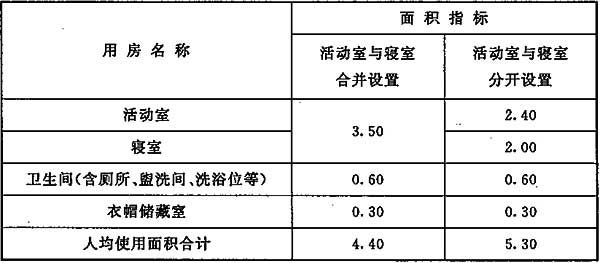 用房名称
面积指标
活动室与寝室
合并设置
活动室与寝室
分开设置
活动室
3.50
2.40
寝室
2.00
卫生间(含厕所、盥洗间、洗浴位等)
0.60
0.60
衣帽储藏室
0.30
0.30
人均使用面积合计
4.40
5.30